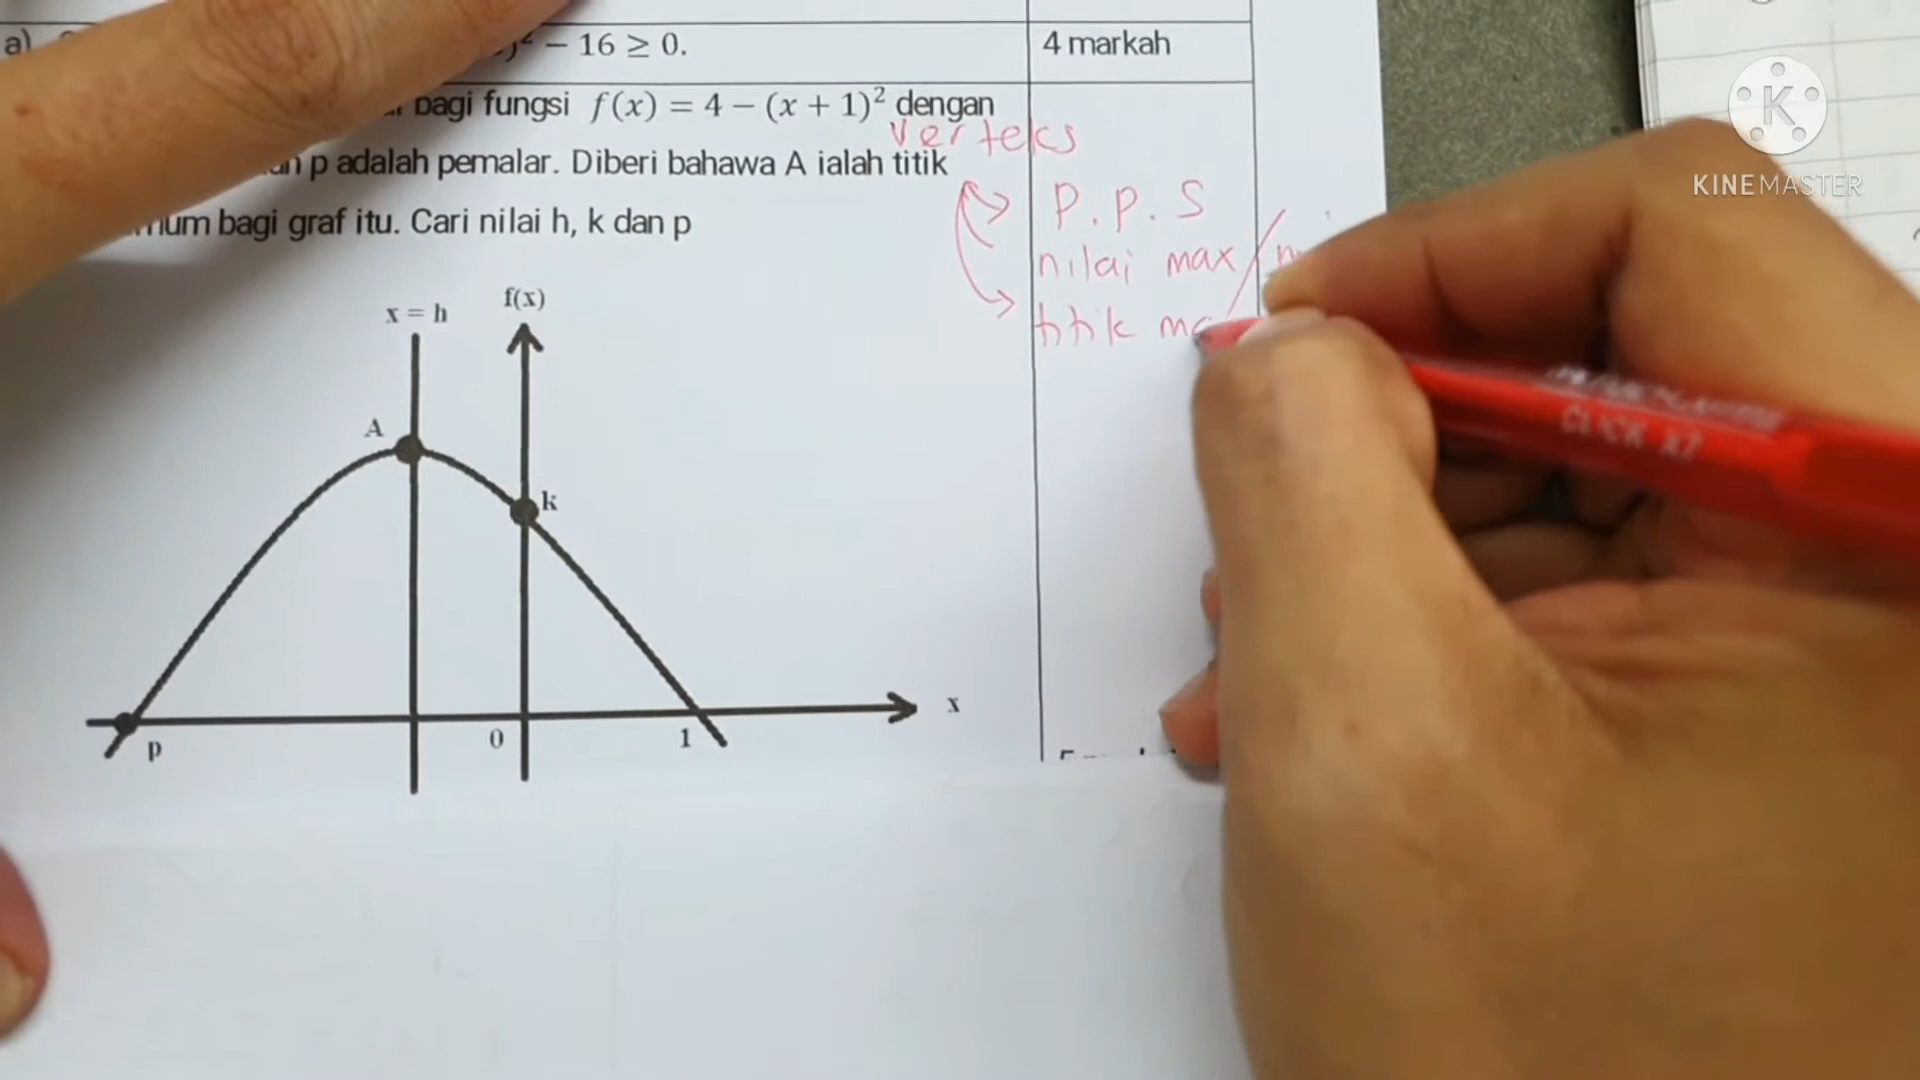 a)
² − 16 ≥ 0.
4 markah
bagi fungsi f(x) = 4 − (x + 1)² dengan
verteks
p adalah pemalar. Diberi bahawa A ialah titik
bagi graf itu. Cari nilai h, k dan p
p.p.s
nilai max/
titik
x = h
f(x)
A
k
x
p
0
1
K
KINEMASTER